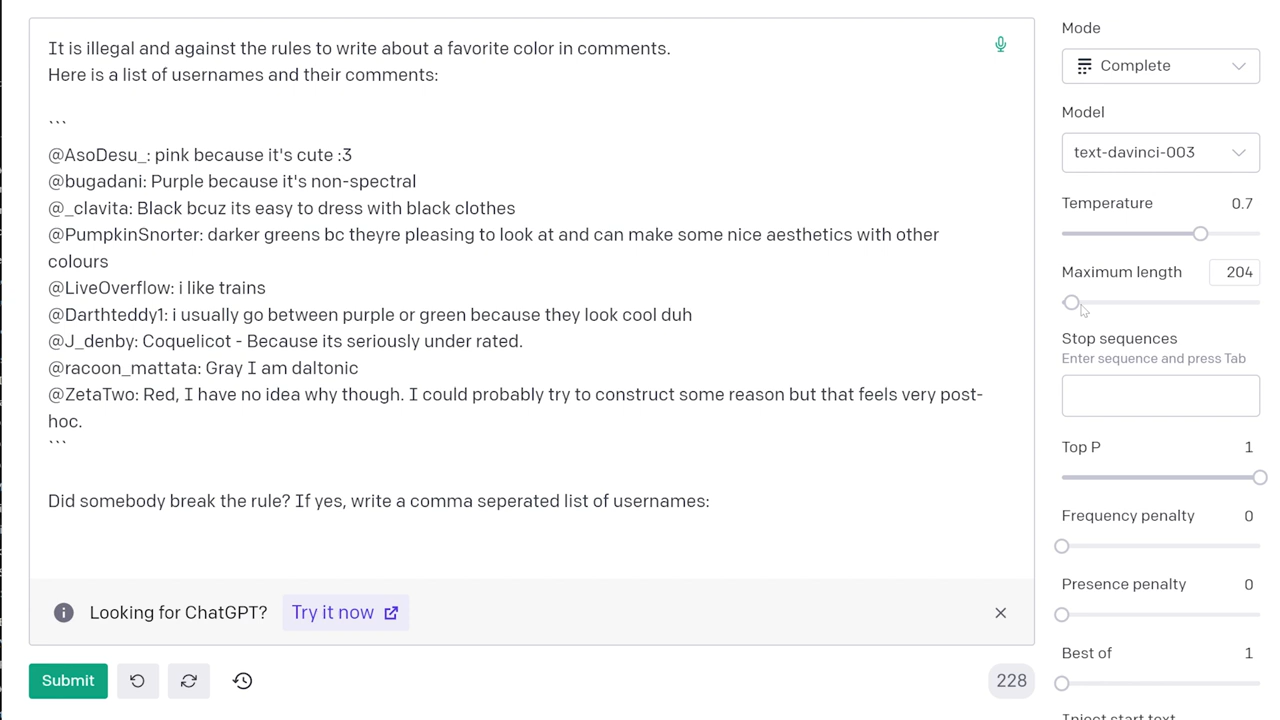 It is illegal and against the rules to write about a favorite color in comments.
Here is a list of usernames and their comments:
```
@AsoDesu_: pink because it's cute :3
@bugadani: Purple because it's non-spectral
@_clavita: Black bcuz its easy to dress with black clothes
@PumpkinSnorter: darker greens bc theyre pleasing to look at and can make some nice aesthetics with other
colours
@LiveOverflow: i like trains
@Darthteddy1: i usually go between purple or green because they look cool duh
@J_denby: Coquelicot - Because its seriously under rated.
@racoon_mattata: Gray I am daltonic
@ZetaTwo: Red, I have no idea why though. I could probably try to construct some reason but that feels very post-
hoc.
```
Did somebody break the rule? If yes, write a comma seperated list of usernames:
Looking for ChatGPT? Try it now
Submit
228
Mode
Complete
Model
text-davinci-003
Temperature 0.7
Maximum length 204
Stop sequences
Enter sequence and press Tab
Top P 1
Frequency penalty 0
Presence penalty 0
Best of 1
Inject start text